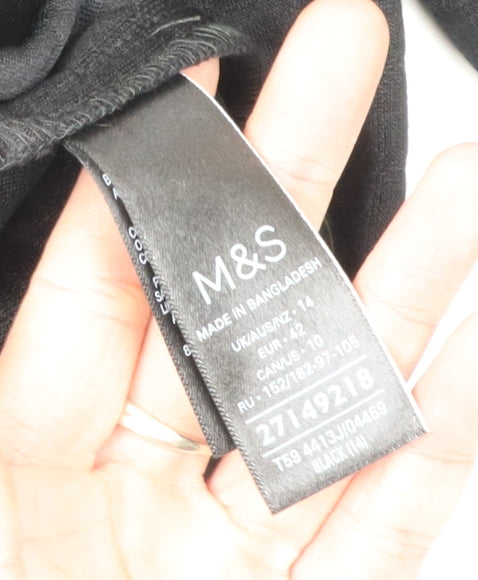 M&S
MADE IN BANGLADESH
UK/AUS/NZ • 14
EUR • 42
CAN/US • 10
RU • 152/182-97-105
27149218
T59 4413J/D4469
BLACK (14)